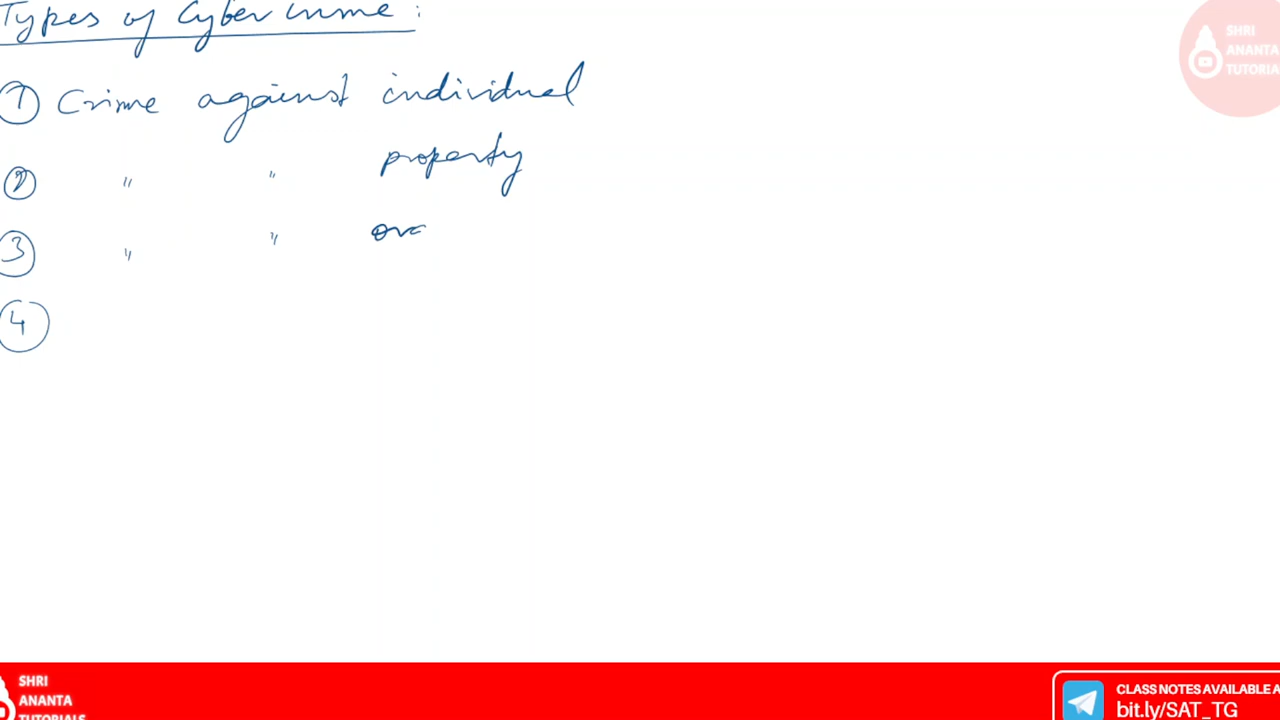 Types of Cyber crime :
① Crime against individual
② " " property
③ " " orc
④
SHRI
ANANTA
TUTORIALS
SHRI
ANANTA
TUTORIALS
CLASS NOTES AVAILABLE A
bit.ly/SAT_TG